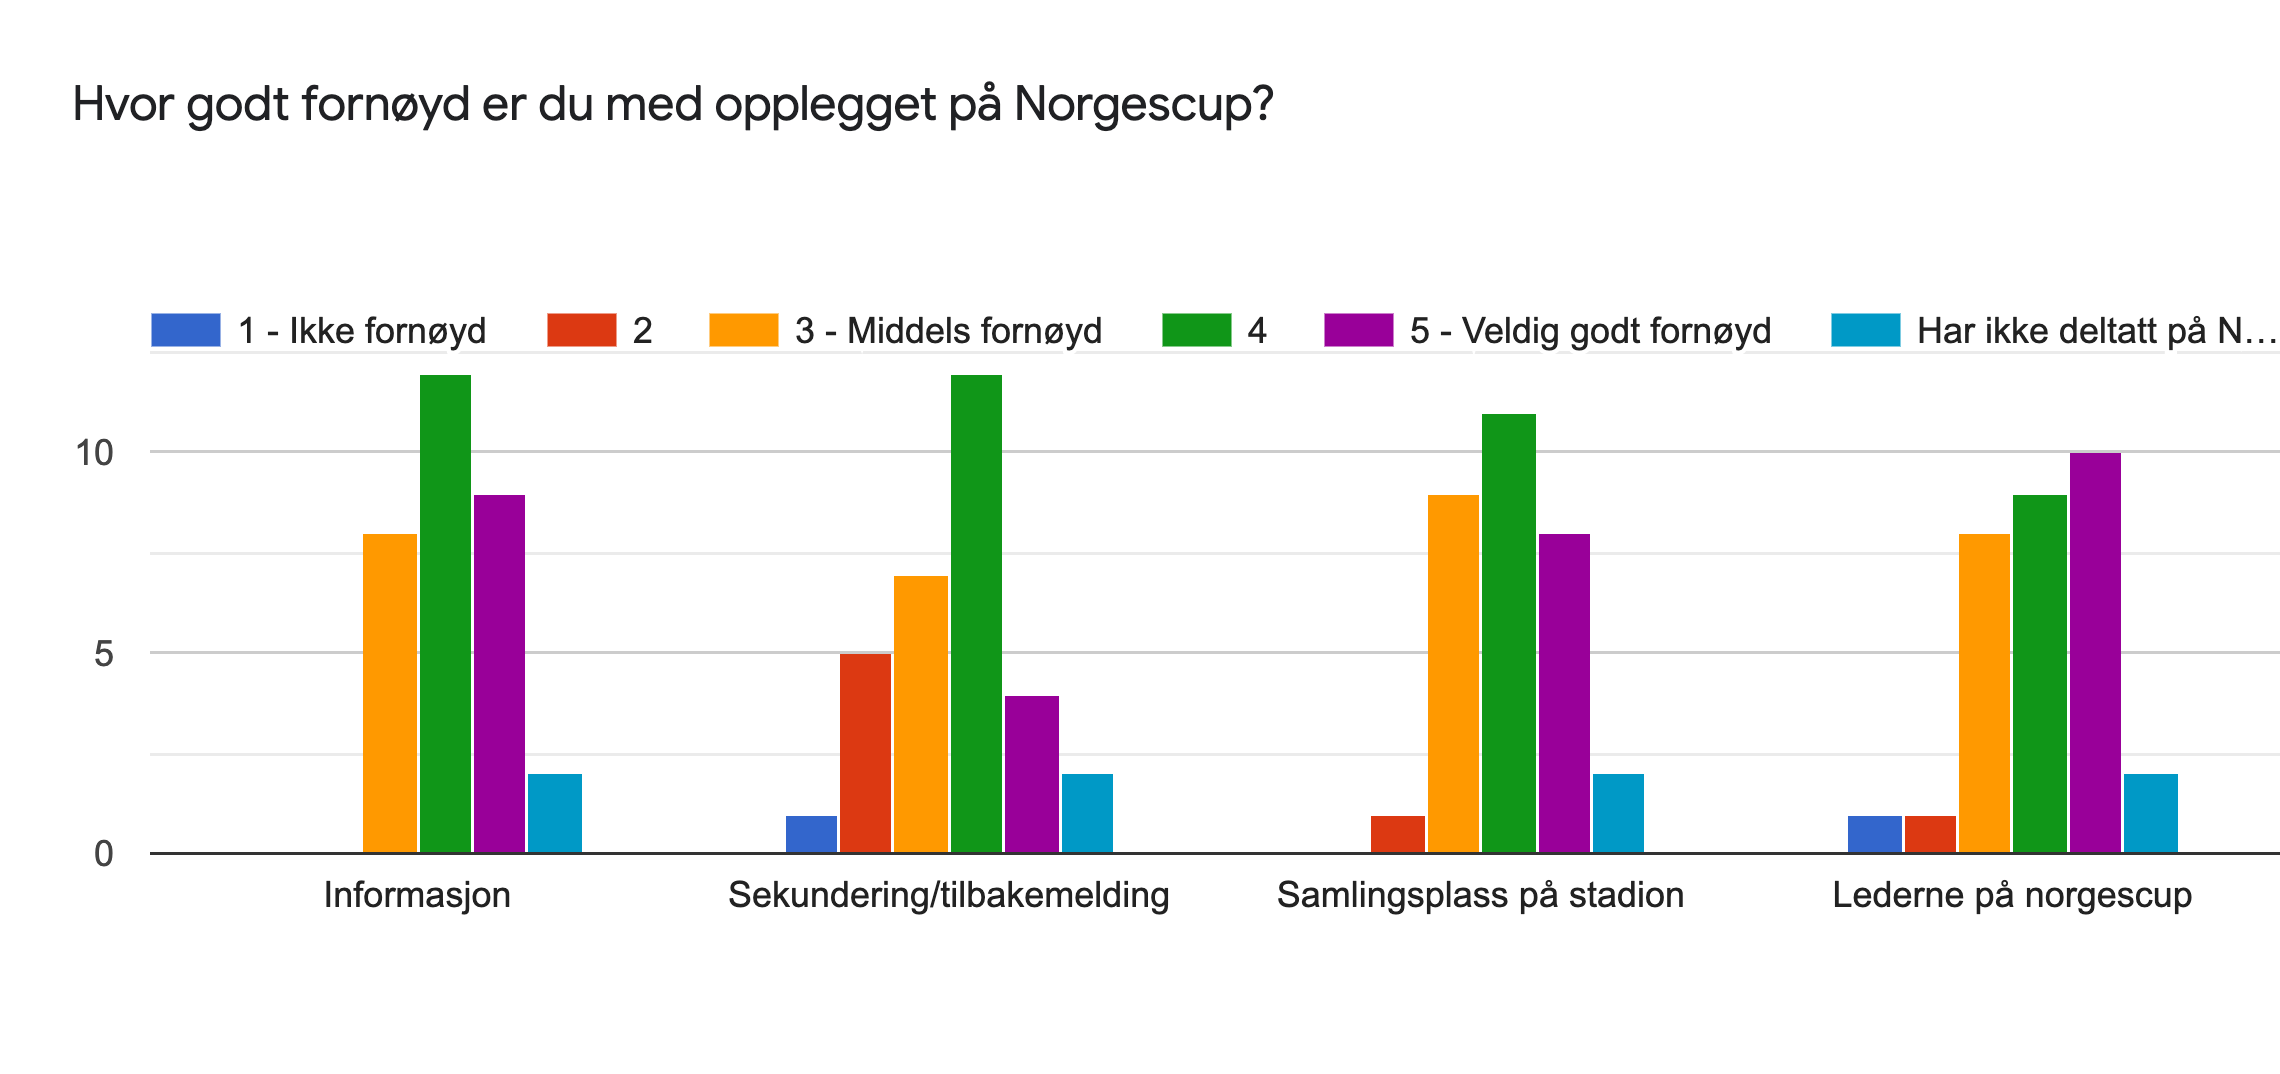 Hvor godt fornøyd er du med opplegget på Norgescup?
1 - Ikke fornøyd 2 3 - Middels fornøyd 4 5 - Veldig godt fornøyd Har ikke deltatt på N…
10
5
0
Informasjon Sekundering/tilbakemelding Samlingsplass på stadion Lederne på norgescup